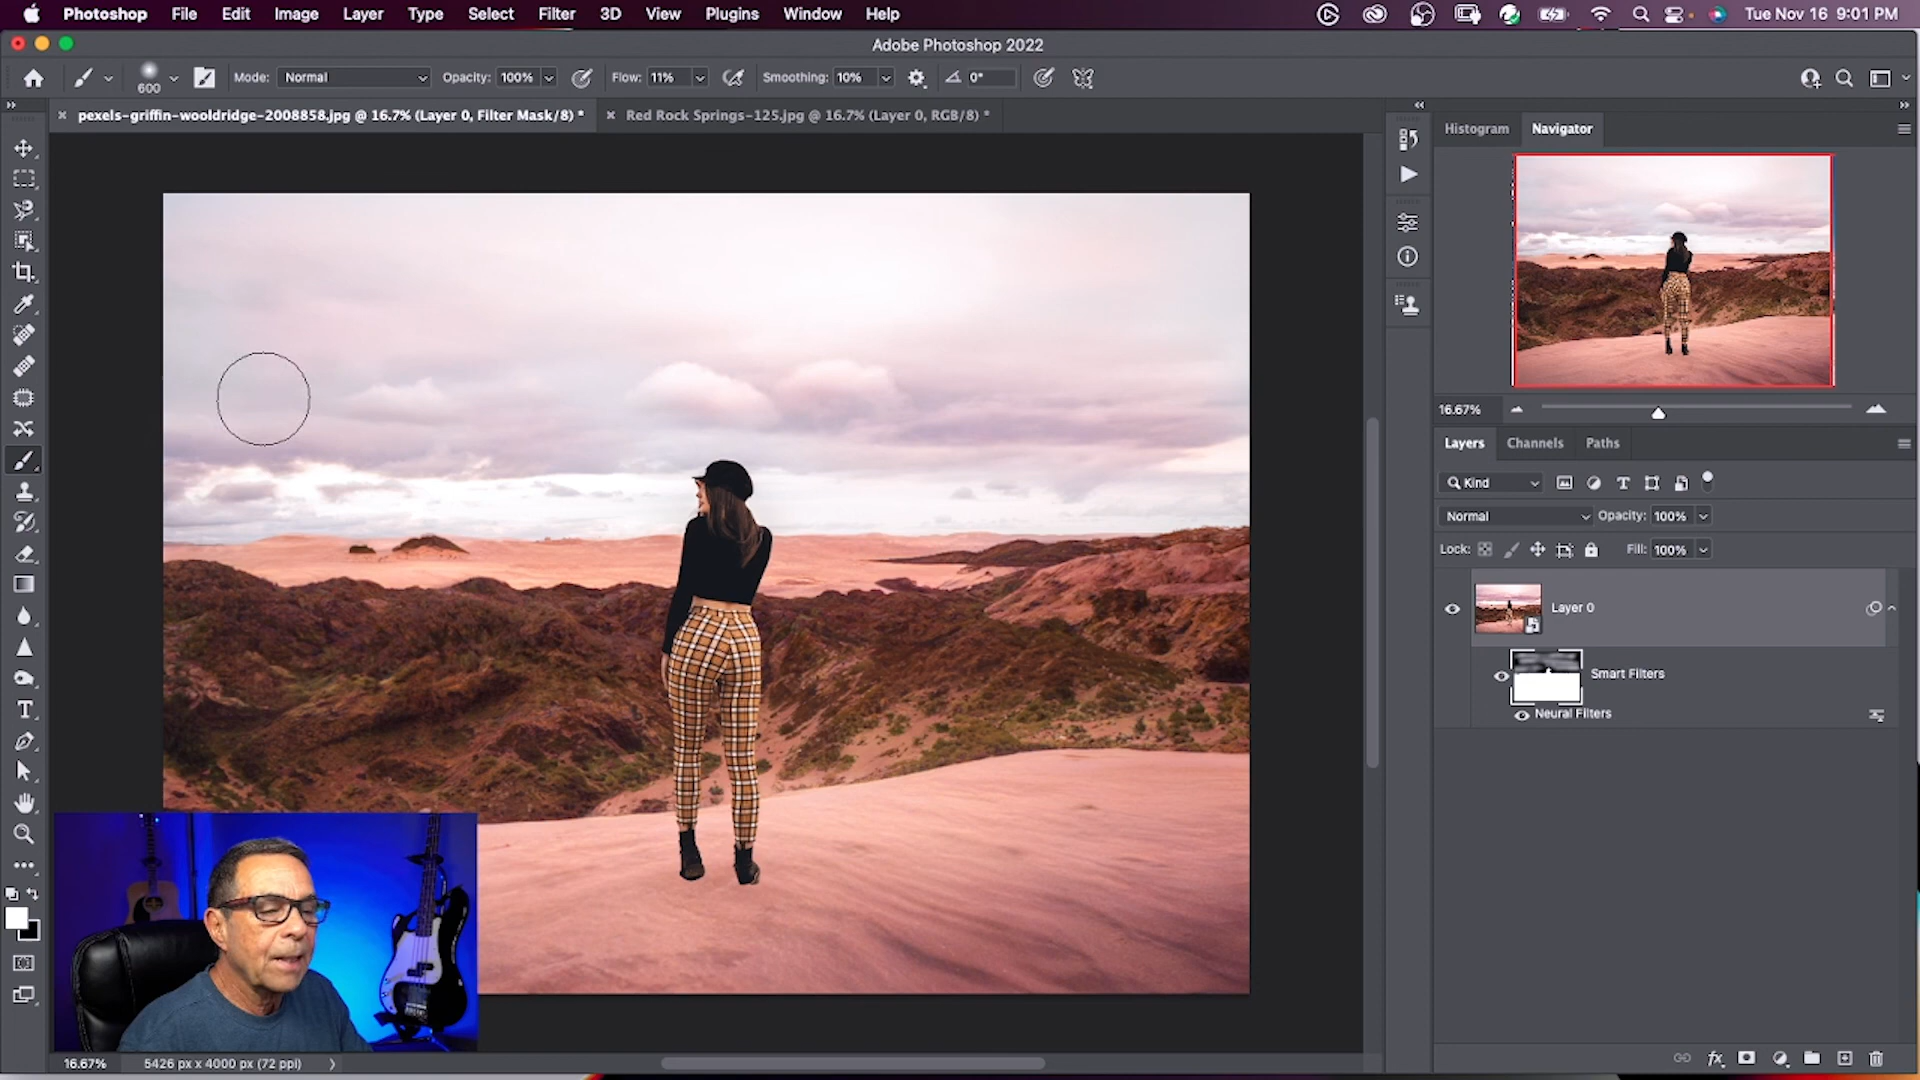 Photoshop File Edit Image Layer Type Select Filter 3D View Plugins Window Help Tue Nov 16 9:01 PM
Adobe Photoshop 2022
600 Mode: Normal Opacity: 100% Flow: 11% Smoothing: 10% 0°
pexels-griffin-wooldridge-2008858.jpg @ 16.7% (Layer 0, Filter Mask/8) * Red Rock Springs-125.jpg @ 16.7% (Layer 0, RGB/8) *
Histogram Navigator
16.67%
Layers Channels Paths
Kind
Normal Opacity: 100%
Lock: Fill: 100%
Layer 0
Smart Filters
Neural Filters
16.67% 5426 px x 4000 px (72 ppi)